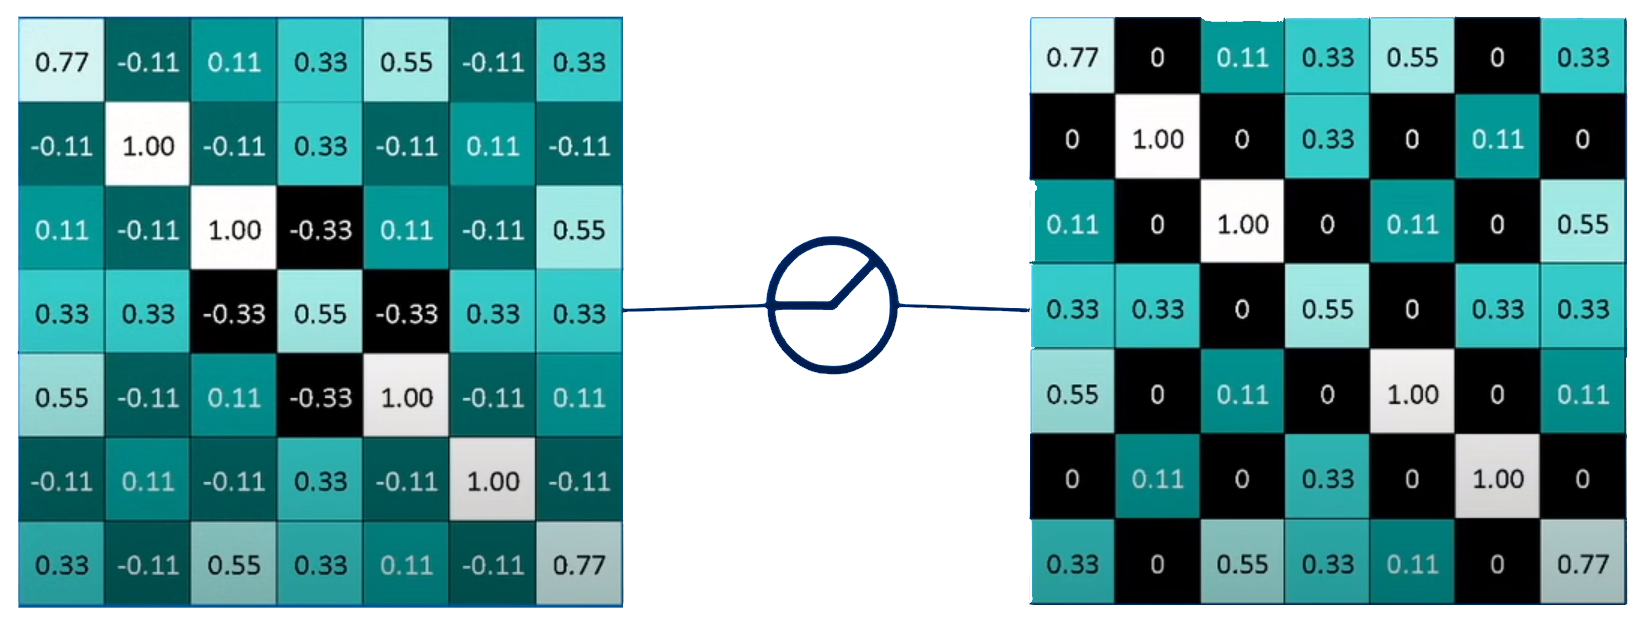 0.77 -0.11 0.11 0.33 0.55 -0.11 0.33
-0.11 1.00 -0.11 0.33 -0.11 0.11 -0.11
0.11 -0.11 1.00 -0.33 0.11 -0.11 0.55
0.33 0.33 -0.33 0.55 -0.33 0.33 0.33
0.55 -0.11 0.11 -0.33 1.00 -0.11 0.11
-0.11 0.11 -0.11 0.33 -0.11 1.00 -0.11
0.33 -0.11 0.55 0.33 0.11 -0.11 0.77
0.77 0 0.11 0.33 0.55 0 0.33
0 1.00 0 0.33 0 0.11 0
0.11 0 1.00 0 0.11 0 0.55
0.33 0.33 0 0.55 0 0.33 0.33
0.55 0 0.11 0 1.00 0 0.11
0 0.11 0 0.33 0 1.00 0
0.33 0 0.55 0.33 0.11 0 0.77